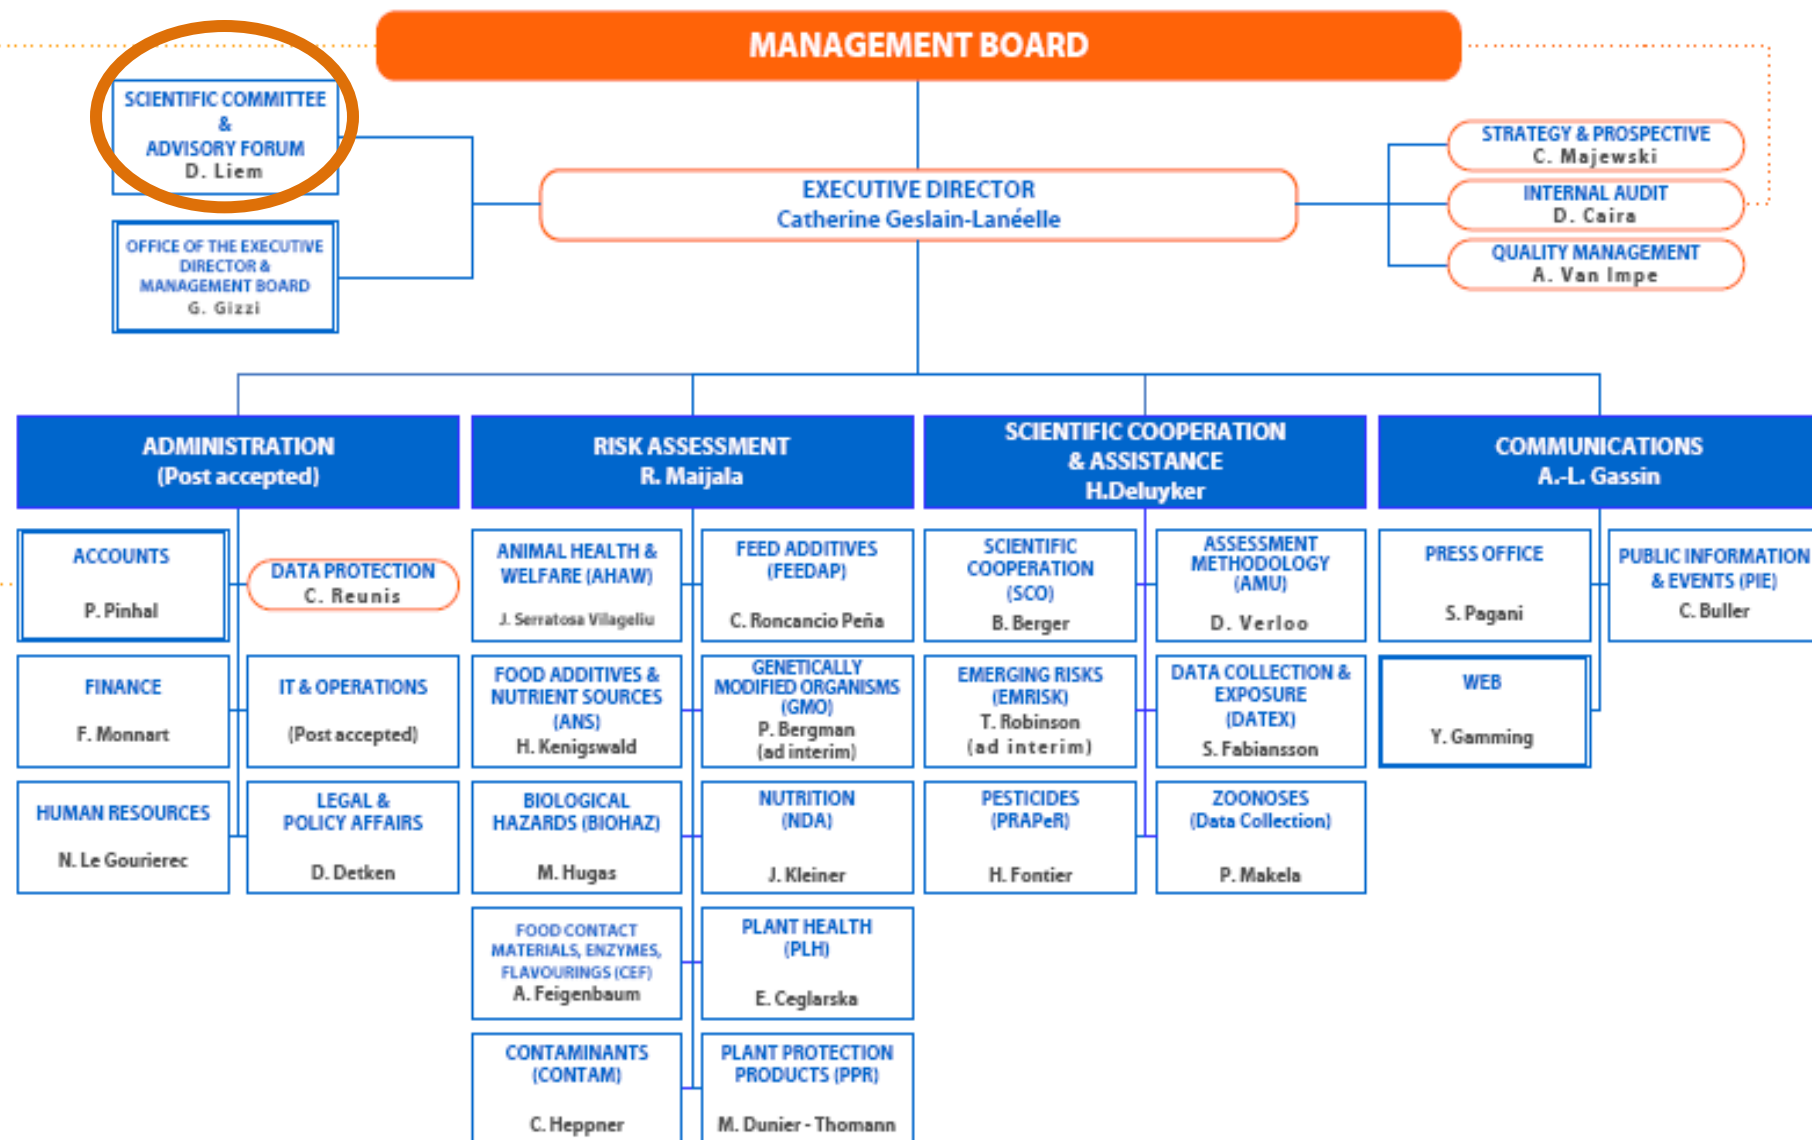 MANAGEMENT BOARD
SCIENTIFIC COMMITTEE
&
ADVISORY FORUM
D. Liem
OFFICE OF THE EXECUTIVE
DIRECTOR &
MANAGEMENT BOARD
G. Gizzi
EXECUTIVE DIRECTOR
Catherine Geslain-Lanéelle
STRATEGY & PROSPECTIVE
C. Majewski
INTERNAL AUDIT
D. Caira
QUALITY MANAGEMENT
A. Van Impe
ADMINISTRATION
(Post accepted)
ACCOUNTS
P. Pinhal
DATA PROTECTION
C. Reunis
FINANCE
F. Monnart
IT & OPERATIONS
(Post accepted)
HUMAN RESOURCES
N. Le Gourierec
LEGAL &
POLICY AFFAIRS
D. Detken
RISK ASSESSMENT
R. Maijala
ANIMAL HEALTH &
WELFARE (AHAW)
J. Serratosa Vilageliu
FEED ADDITIVES
(FEEDAP)
C. Roncancio Peña
FOOD ADDITIVES &
NUTRIENT SOURCES
(ANS)
H. Kenigswald
GENETICALLY
MODIFIED ORGANISMS
(GMO)
P. Bergman
(ad interim)
BIOLOGICAL
HAZARDS (BIOHAZ)
M. Hugas
NUTRITION
(NDA)
J. Kleiner
FOOD CONTACT
MATERIALS, ENZYMES,
FLAVOURINGS (CEF)
A. Feigenbaum
PLANT HEALTH
(PLH)
E. Ceglarska
CONTAMINANTS
(CONTAM)
C. Heppner
PLANT PROTECTION
PRODUCTS (PPR)
M. Dunier - Thomann
SCIENTIFIC COOPERATION
& ASSISTANCE
H.Deluyker
SCIENTIFIC
COOPERATION
(SCO)
B. Berger
ASSESSMENT
METHODOLOGY
(AMU)
D. Verloo
EMERGING RISKS
(EMRISK)
T. Robinson
(ad interim)
DATA COLLECTION &
EXPOSURE
(DATEX)
S. Fabiansson
PESTICIDES
(PRAPeR)
H. Fontier
ZOONOSES
(Data Collection)
P. Makela
COMMUNICATIONS
A.-L. Gassin
PRESS OFFICE
S. Pagani
PUBLIC INFORMATION
& EVENTS (PIE)
C. Buller
WEB
Y. Gamming